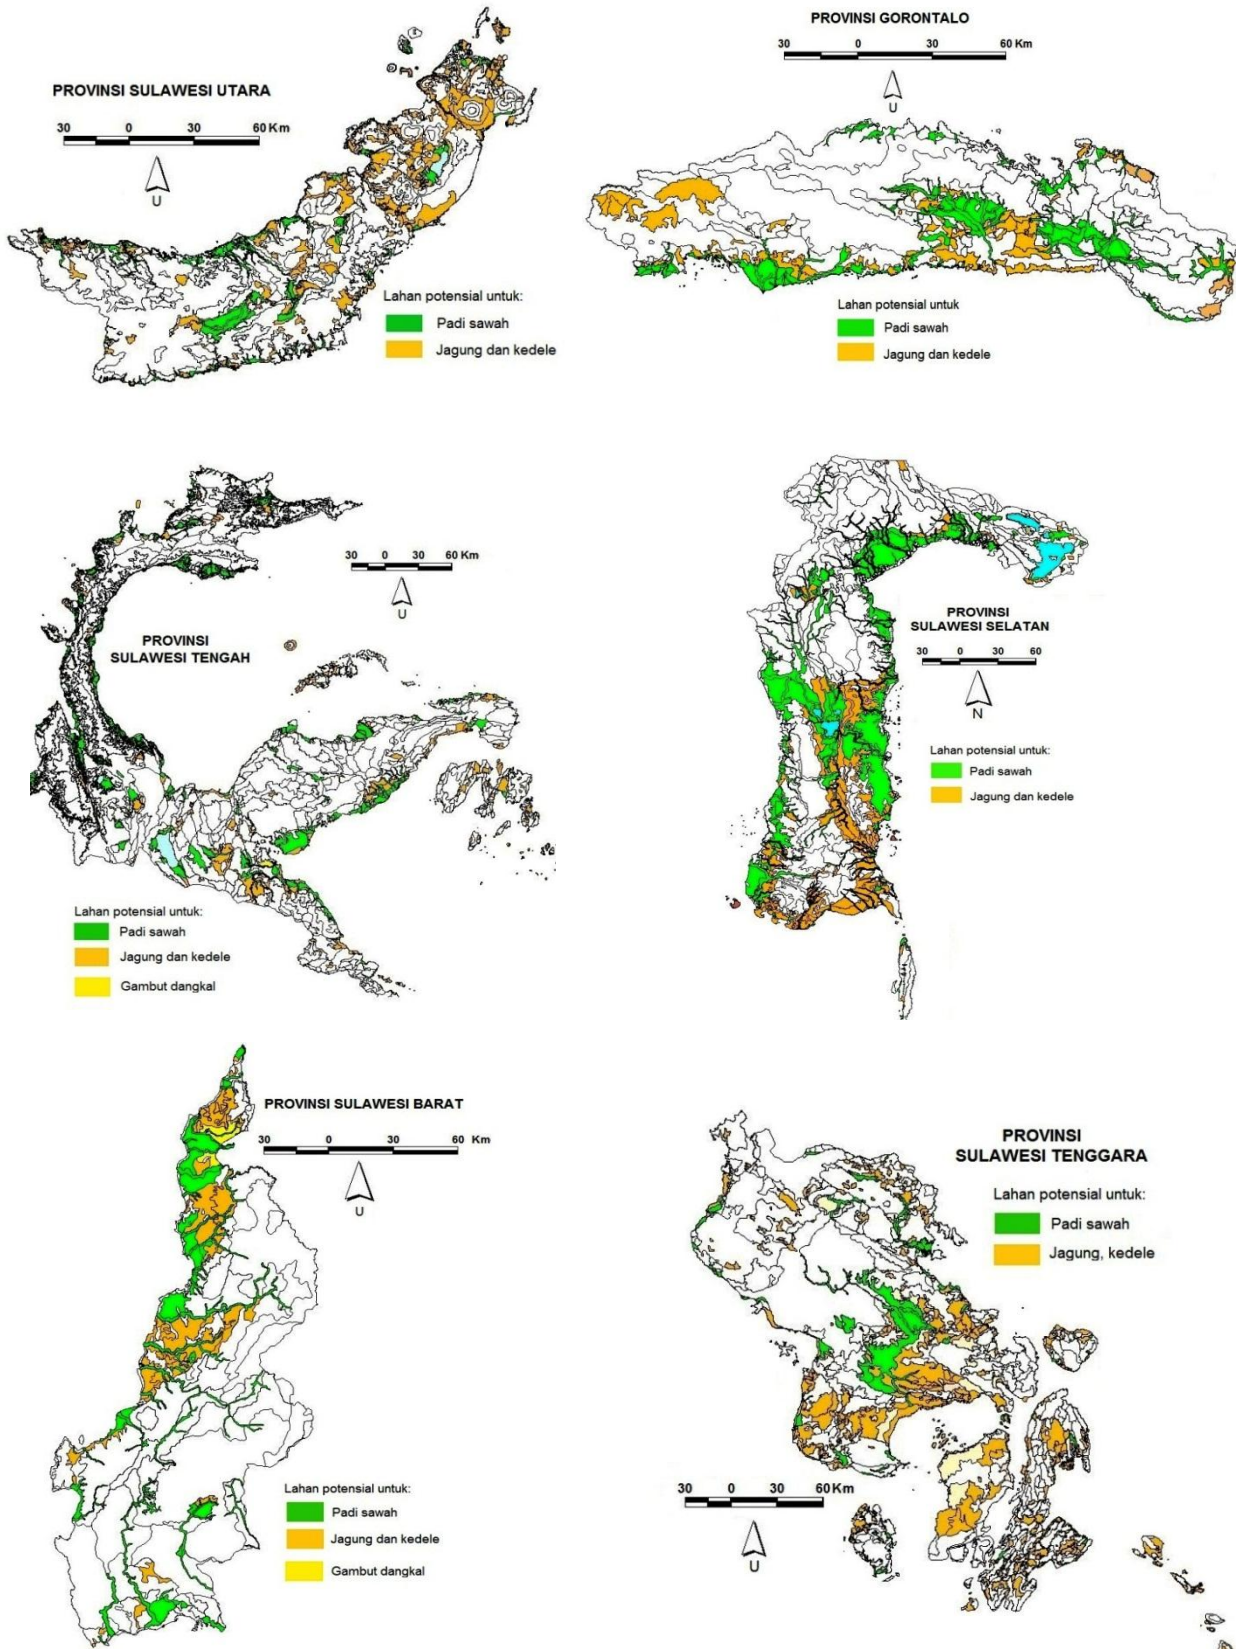 PROVINSI SULAWESI UTARA
30 0 30 60 Km
U
Lahan potensial untuk:
Padi sawah
Jagung dan kedele
PROVINSI GORONTALO
30 0 30 60 Km
U
Lahan potensial untuk
Padi sawah
Jagung dan kedele
PROVINSI
SULAWESI TENGAH
30 0 30 60 Km
U
Lahan potensial untuk:
Padi sawah
Jagung dan kedele
Gambut dangkal
PROVINSI
SULAWESI SELATAN
30 0 30 60
N
Lahan potensial untuk:
Padi sawah
Jagung dan kedele
PROVINSI SULAWESI BARAT
30 0 30 60 Km
U
Lahan potensial untuk:
Padi sawah
Jagung dan kedele
Gambut dangkal
PROVINSI
SULAWESI TENGGARA
Lahan potensial untuk:
Padi sawah
Jagung, kedele
30 0 30 60 Km
U